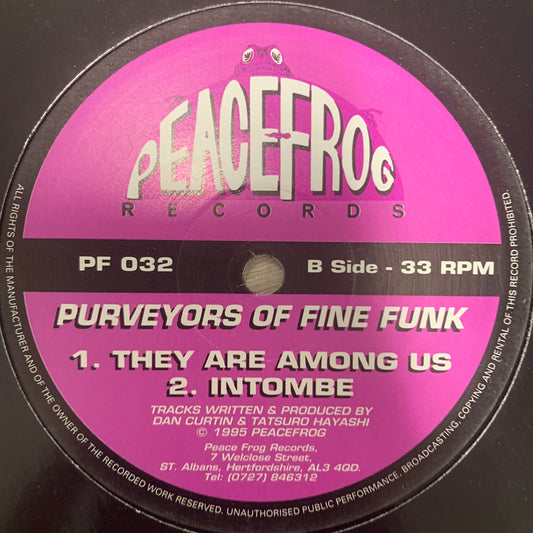 PEACEFROG
RECORDS
PF 032
B Side - 33 RPM
PURVEYORS OF FINE FUNK
1. THEY ARE AMONG US
2. INTOMBE
TRACKS WRITTEN & PRODUCED BY
DAN CURTIN & TATSURO HAYASHI
© 1995 PEACEFROG
Peace Frog Records,
7 Welclose Street,
ST. Albans, Hertfordshire, AL3 4QD.
Tel: (0727) 846312
ALL RIGHTS OF THE MANUFACTURER AND OF THE OWNER OF THE RECORDED WORK RESERVED. UNAUTHORISED PUBLIC PERFORMANCE, BROADCASTING, COPYING AND RENTAL OF THIS RECORD PROHIBITED.